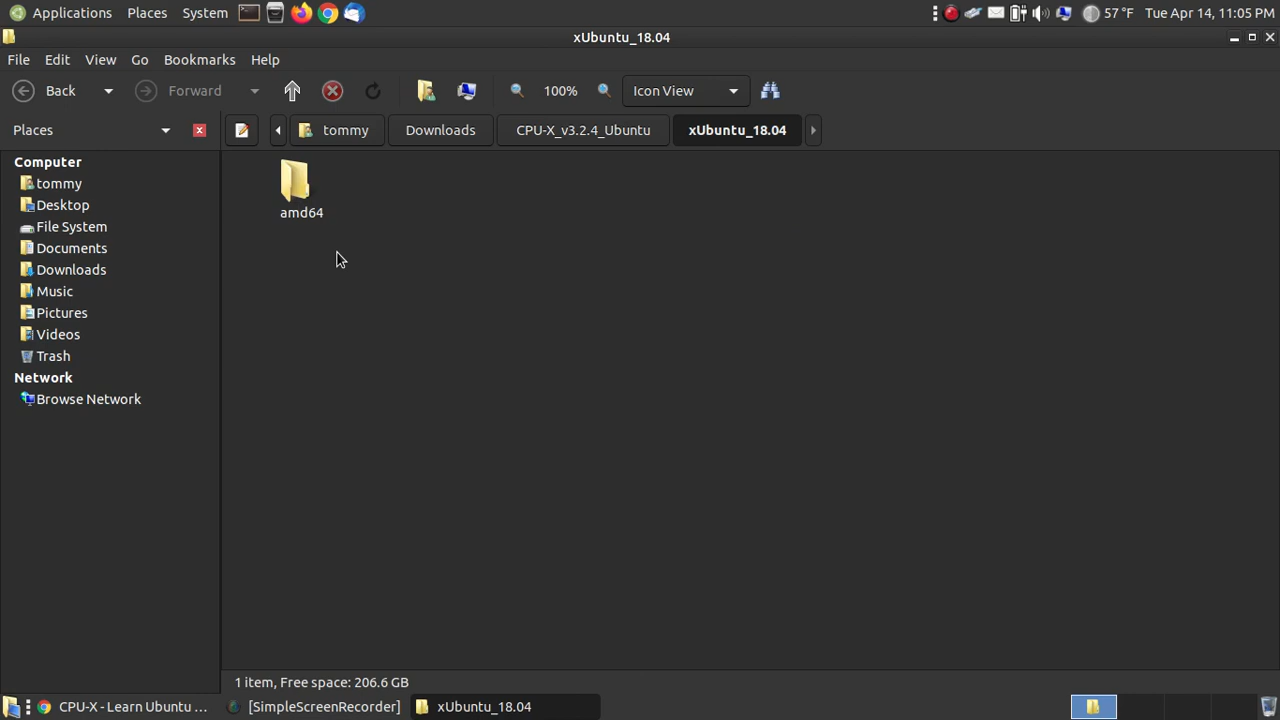 Applications Places System 57 °F Tue Apr 14, 11:05 PM
xUbuntu_18.04
File Edit View Go Bookmarks Help
Back Forward 100% Icon View
Places tommy Downloads CPU-X_v3.2.4_Ubuntu xUbuntu_18.04
Computer
tommy
Desktop
File System
Documents
Downloads
Music
Pictures
Videos
Trash
Network
Browse Network
amd64
1 item, Free space: 206.6 GB
CPU-X - Learn Ubuntu ... [SimpleScreenRecorder] xUbuntu_18.04